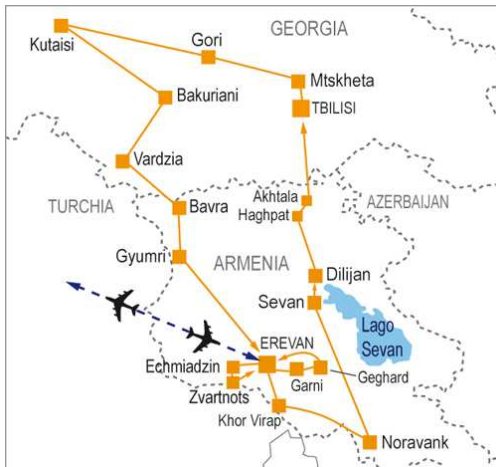 GEORGIA
Kutaisi
Gori
Mtskheta
Bakuriani
TBILISI
Vardzia
TURCHIA
Akhtala
AZERBAIJAN
Bavra
Haghpat
Gyumri
ARMENIA
Dilijan
Sevan
Lago
Sevan
EREVAN
Echmiadzin
Garni
Geghard
Zvartnots
Khor Virap
Noravank